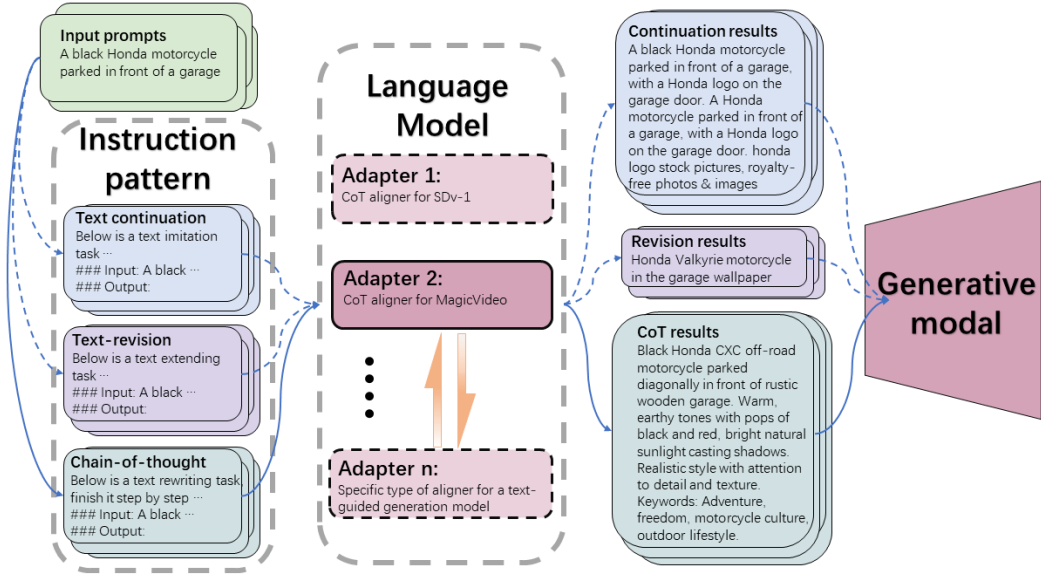 Input prompts
A black Honda motorcycle
parked in front of a garage
Instruction
pattern
Text continuation
Below is a text imitation
task ···
### Input: A black ···
### Output:
Text-revision
Below is a text extending
task ···
### Input: A black ···
### Output:
Chain-of-thought
Below is a text rewriting task,
finish it step by step ···
### Input: A black ···
### Output:
Language
Model
Adapter 1:
CoT aligner for SDv-1
Adapter 2:
CoT aligner for MagicVideo
Adapter n:
Specific type of aligner for a text-
guided generation model
Continuation results
A black Honda motorcycle
parked in front of a garage,
with a Honda logo on the
garage door. A Honda
motorcycle parked in front of
a garage, with a Honda logo
on the garage door. honda
logo stock pictures, royalty-
free photos & images
Revision results
Honda Valkyrie motorcycle
in the garage wallpaper
CoT results
Black Honda CXC off-road
motorcycle parked
diagonally in front of rustic
wooden garage. Warm,
earthy tones with pops of
black and red, bright natural
sunlight casting shadows.
Realistic style with attention
to detail and texture.
Keywords: Adventure,
freedom, motorcycle culture,
outdoor lifestyle.
Generative
modal